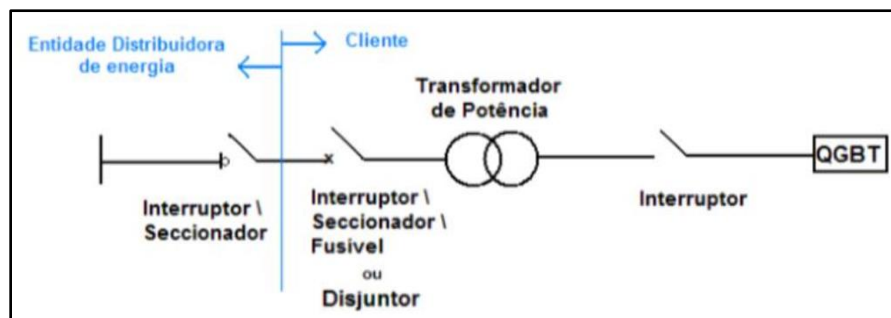 Entidade Distribuidora
de energia
Cliente
Transformador
de Potência
QGBT
Interruptor \
Seccionador
Interruptor \
Seccionador \
Fusível
ou
Disjuntor
Interruptor